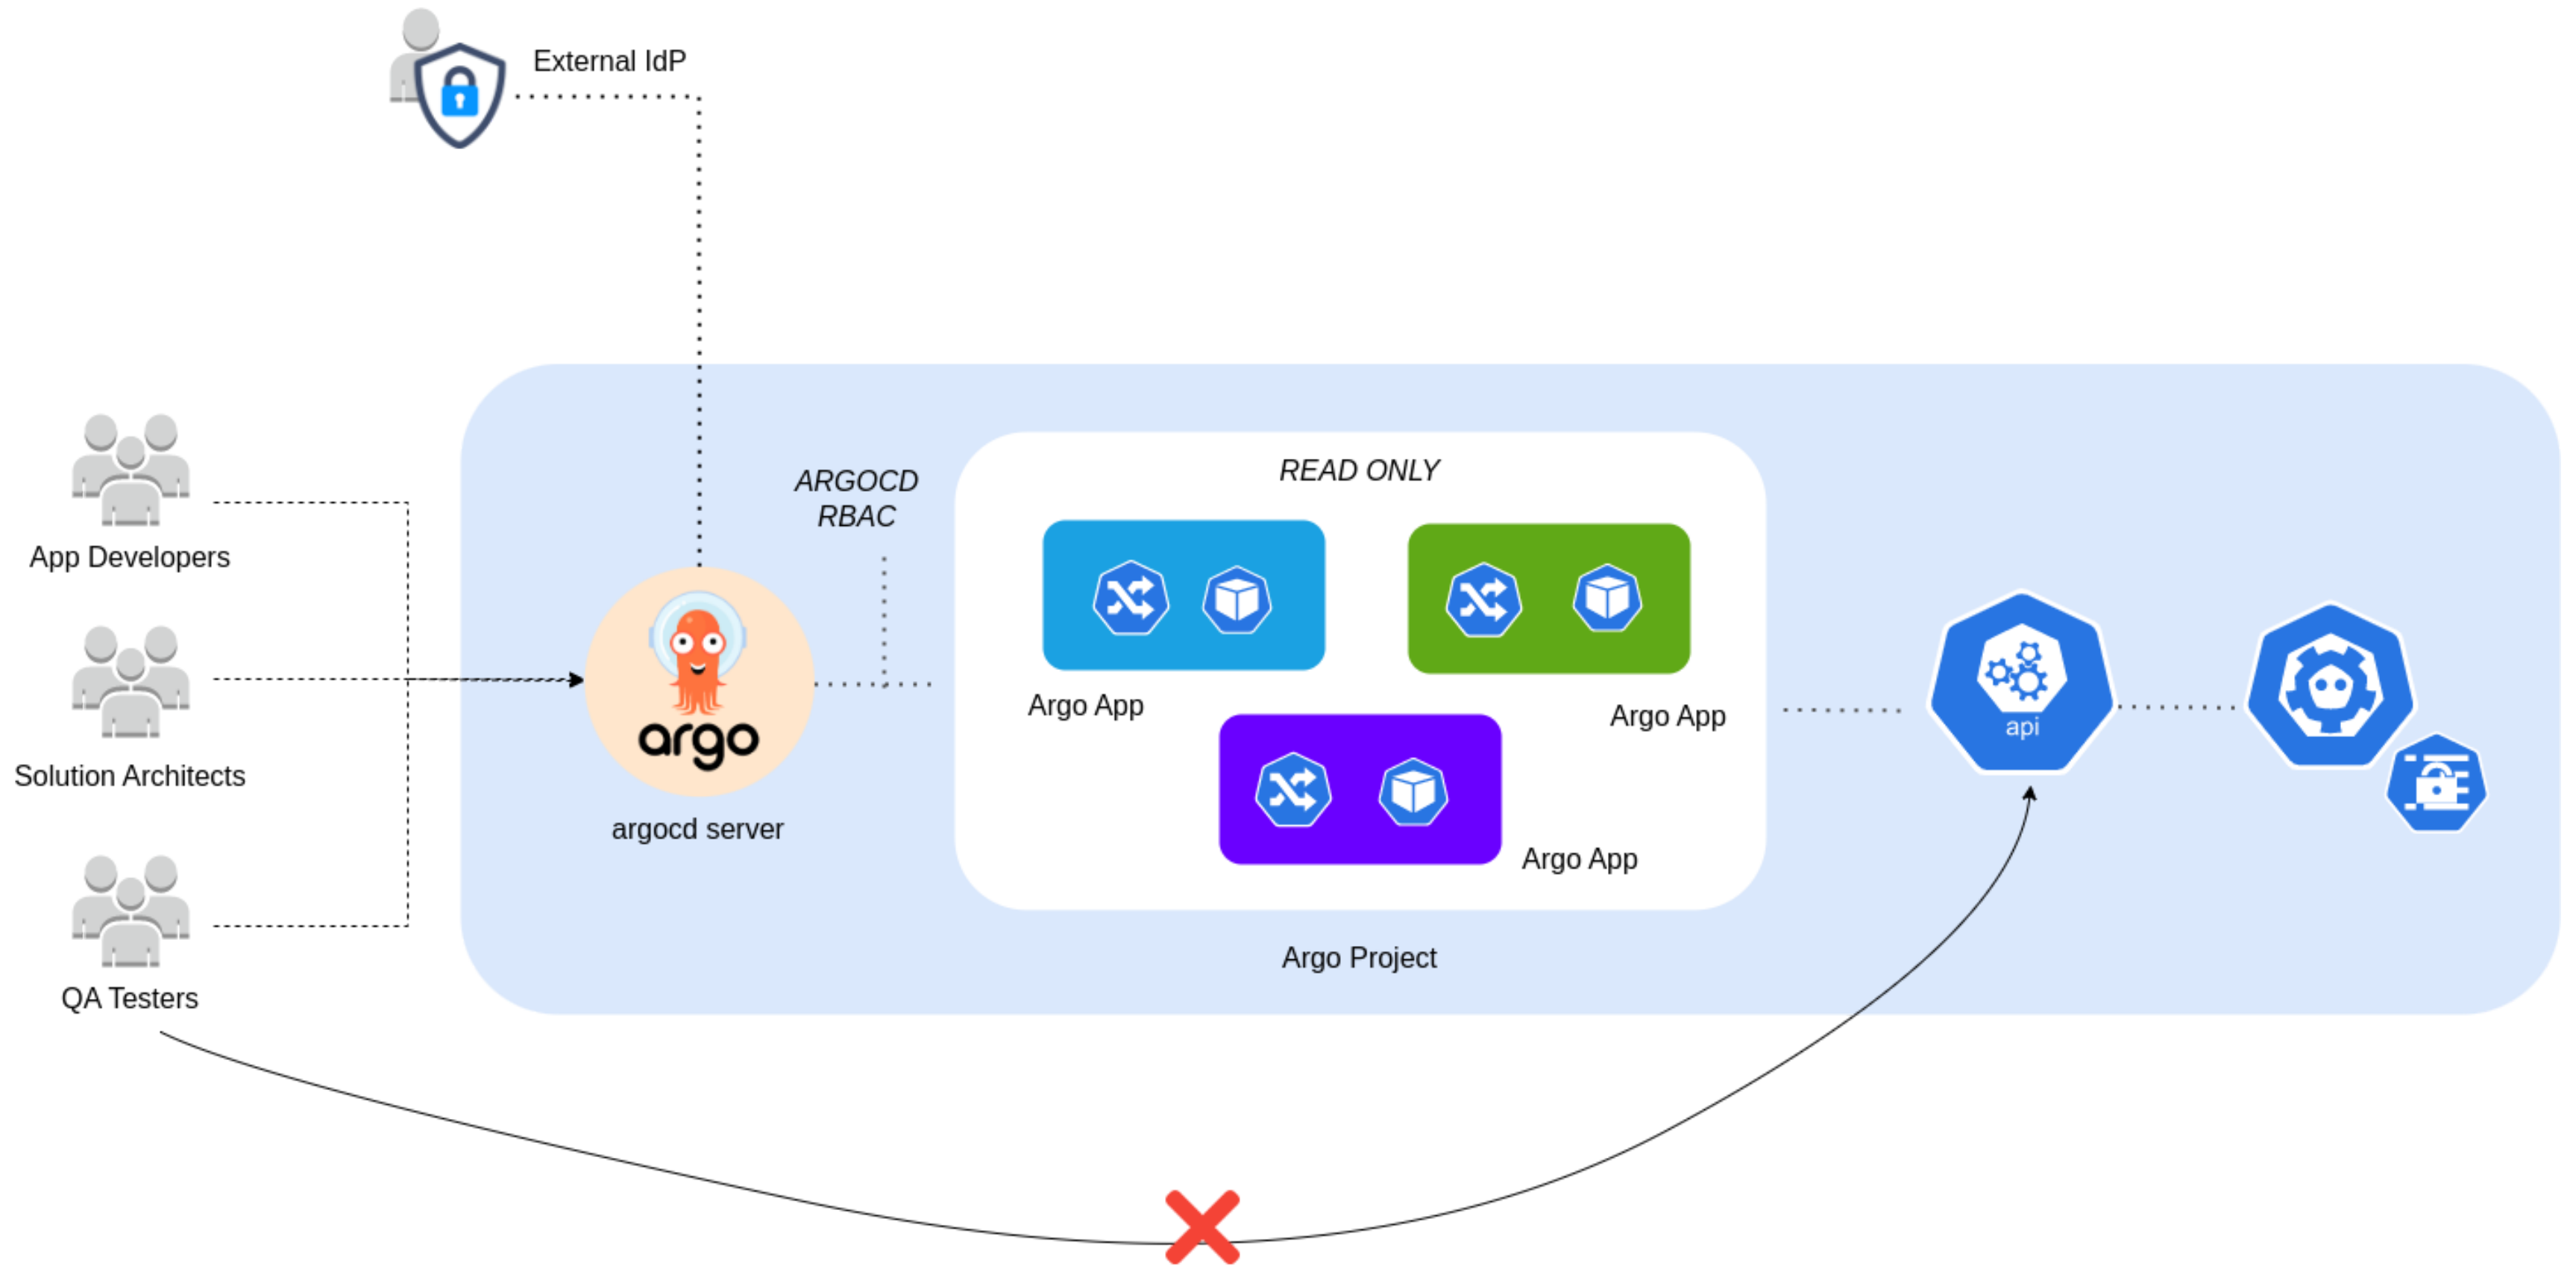 External IdP
ARGOCD
RBAC
READ ONLY
App Developers
Solution Architects
QA Testers
argo
argocd server
Argo App
Argo App
Argo App
Argo Project
api